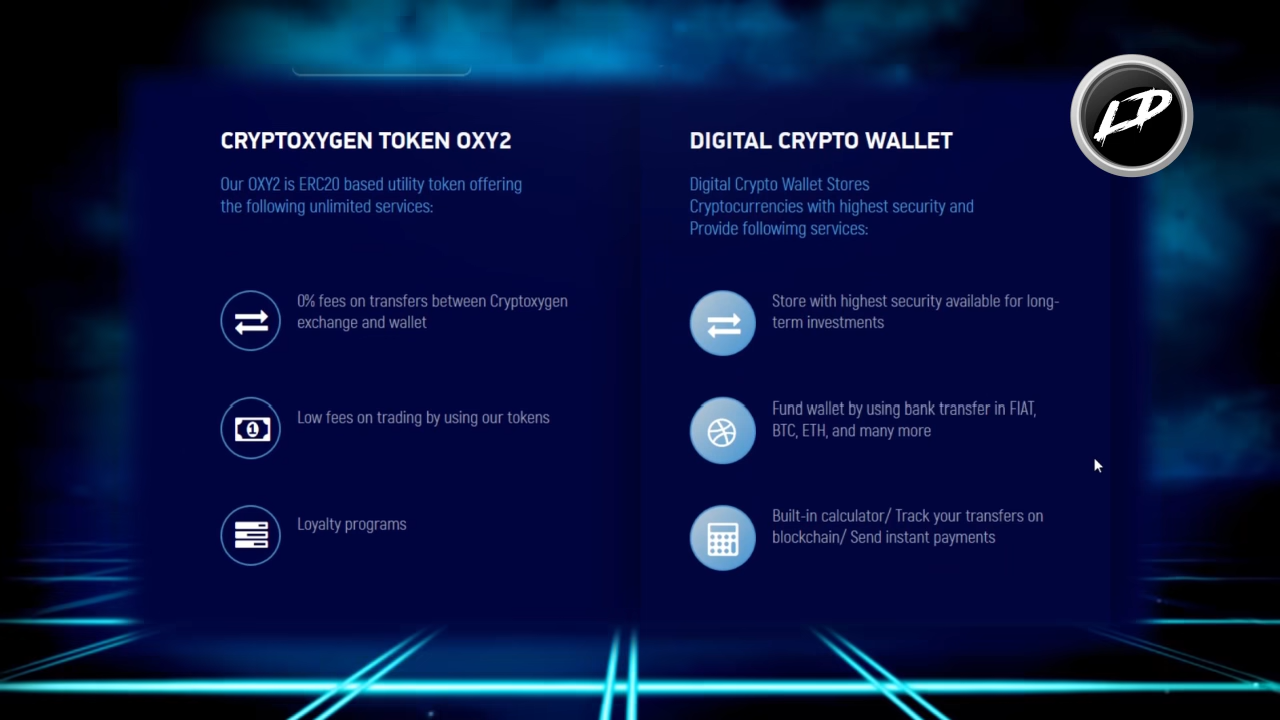 CRYPTOXYGEN TOKEN OXY2
Our OXY2 is ERC20 based utility token offering
the following unlimited services:
0% fees on transfers between Cryptoxygen
exchange and wallet
Low fees on trading by using our tokens
Loyalty programs
DIGITAL CRYPTO WALLET
Digital Crypto Wallet Stores
Cryptocurrencies with highest security and
Provide followimg services:
Store with highest security available for long-
term investments
Fund wallet by using bank transfer in FIAT,
BTC, ETH, and many more
Built-in calculator/ Track your transfers on
blockchain/ Send instant payments
LP
1